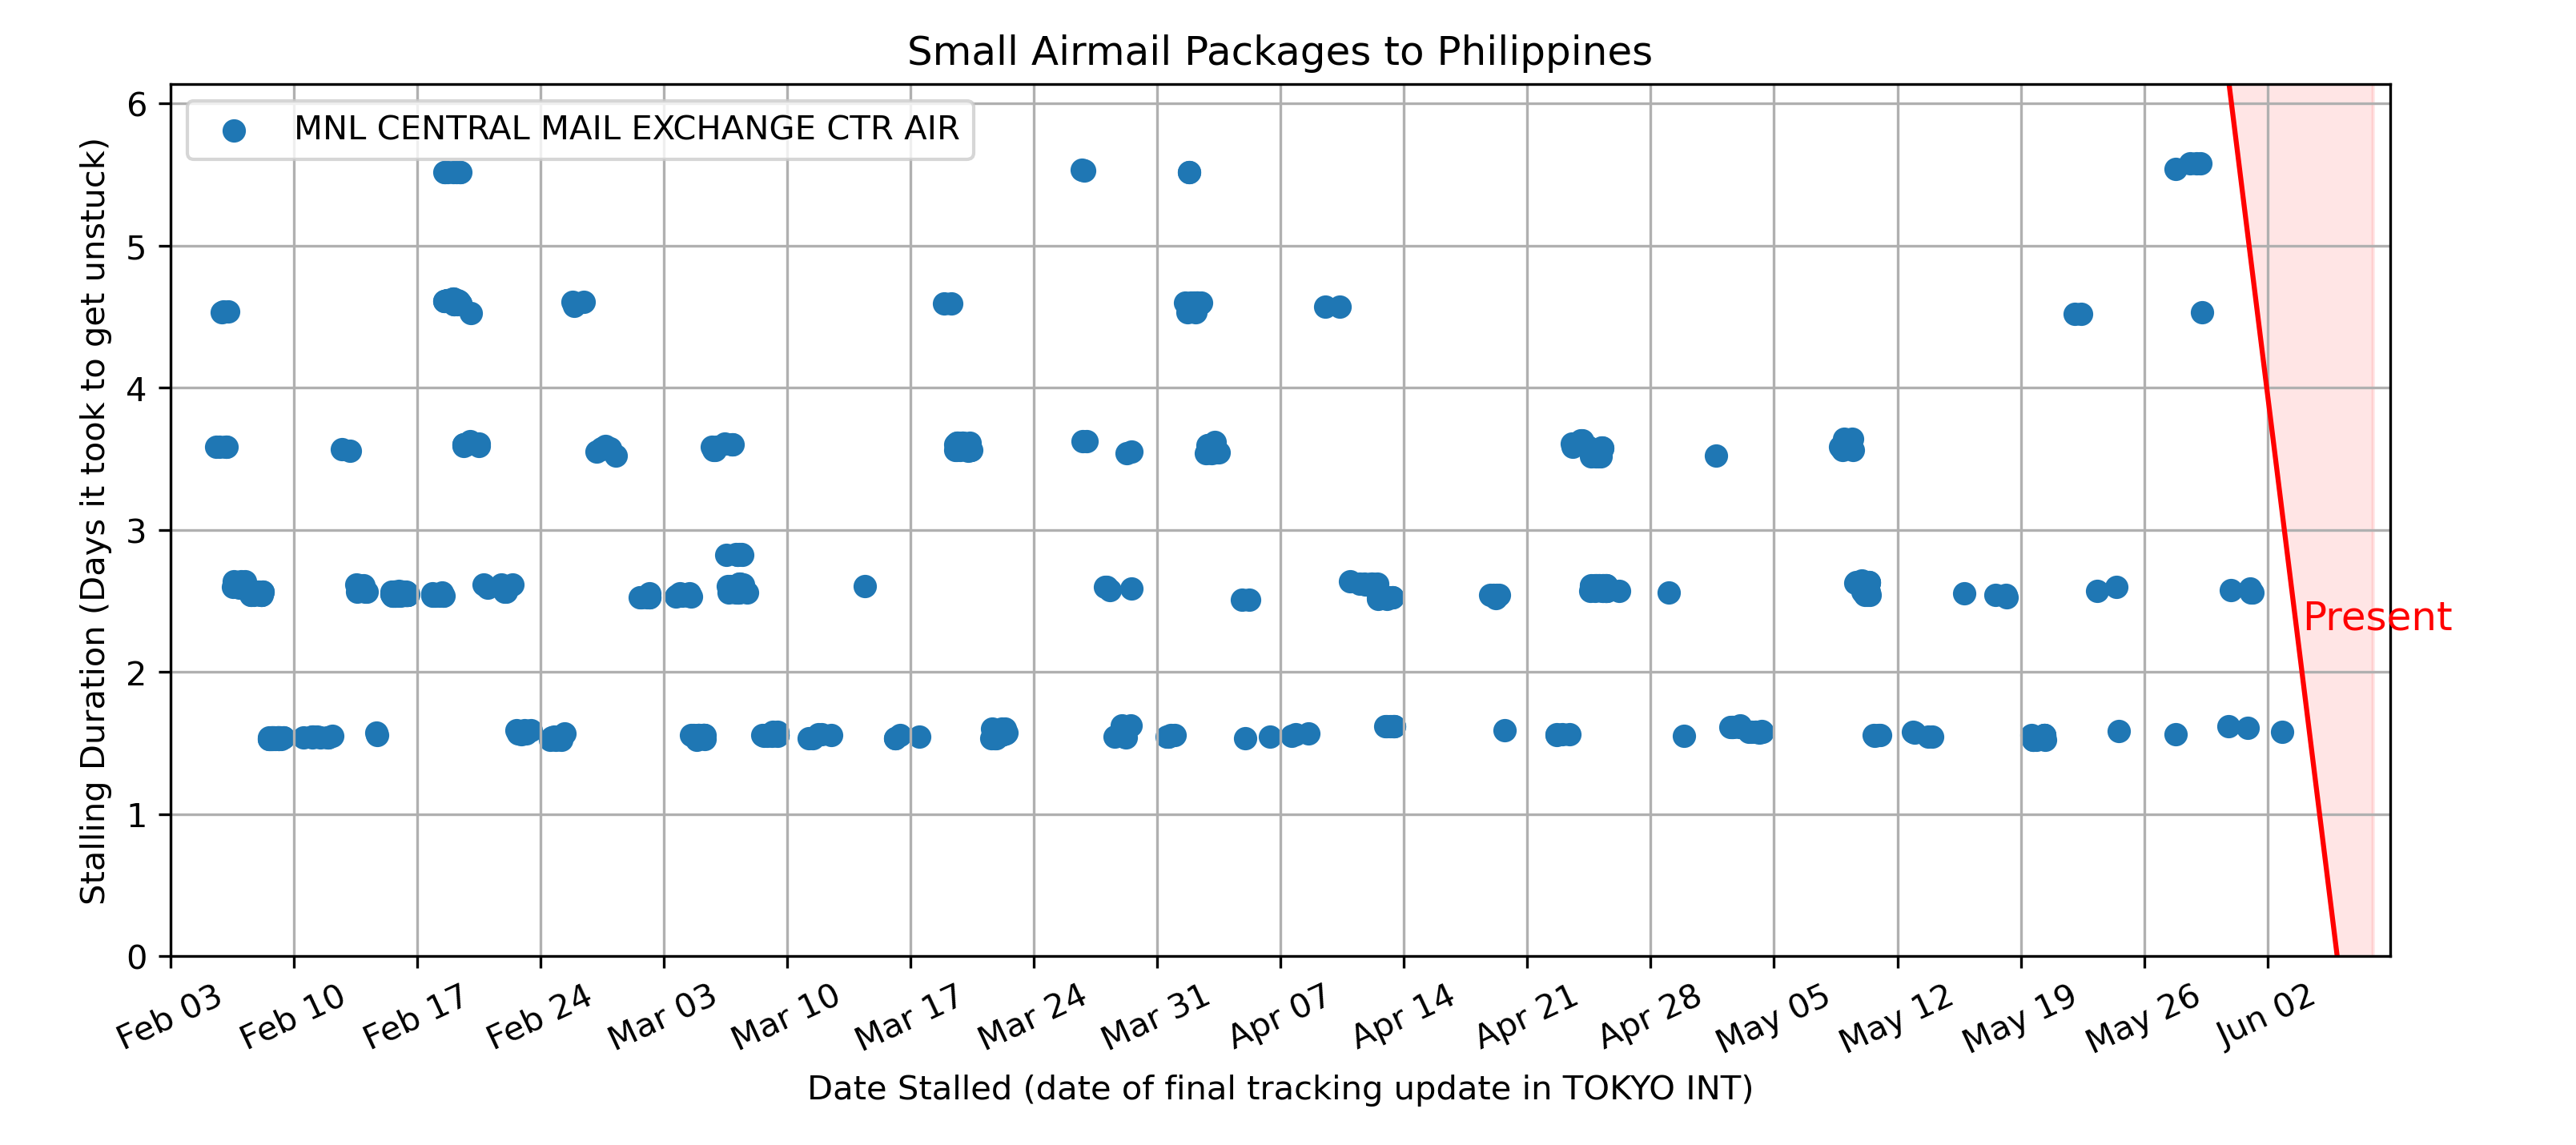 Small Airmail Packages to Philippines
MNL CENTRAL MAIL EXCHANGE CTR AIR
Stalling Duration (Days it took to get unstuck)
6
5
4
3
2
1
0
Present
Feb 03 Feb 10 Feb 17 Feb 24 Mar 03 Mar 10 Mar 17 Mar 24 Mar 31 Apr 07 Apr 14 Apr 21 Apr 28 May 05 May 12 May 19 May 26 Jun 02
Date Stalled (date of final tracking update in TOKYO INT)